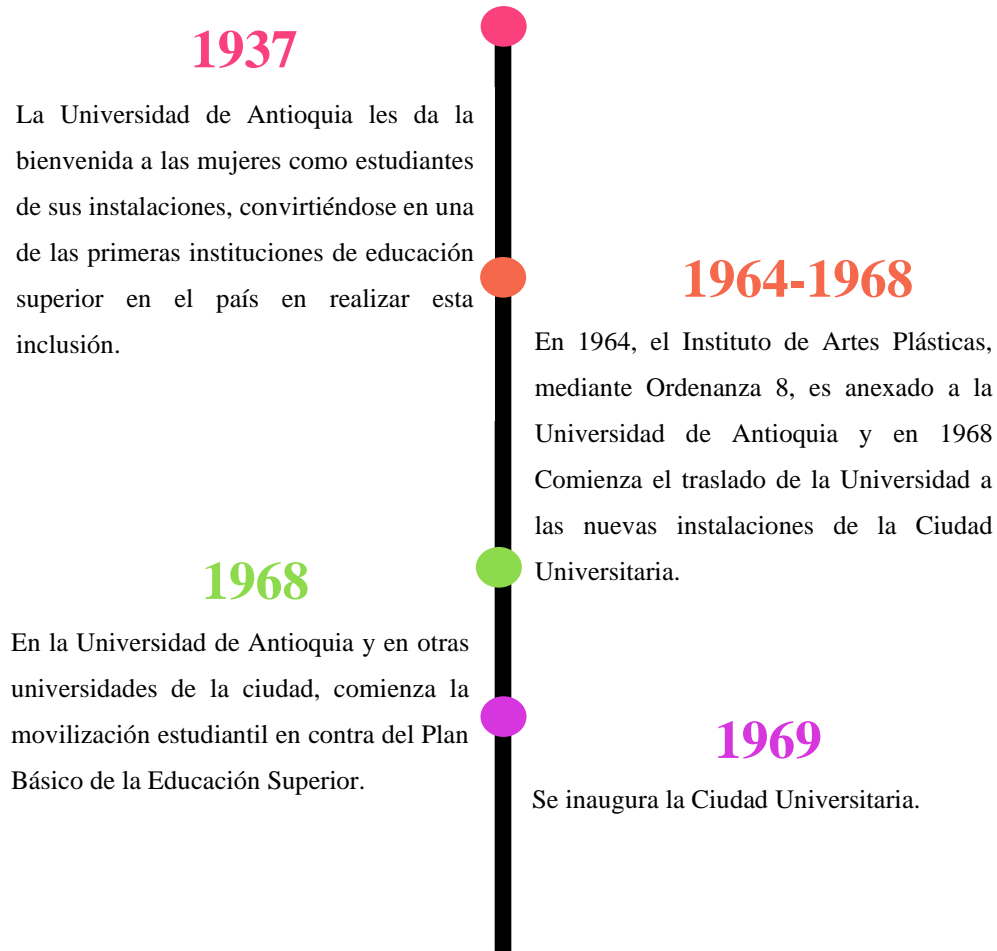 1937
La Universidad de Antioquia les da la
bienvenida a las mujeres como estudiantes
de sus instalaciones, convirtiéndose en una
de las primeras instituciones de educación
superior en el país en realizar esta
inclusión.
1964-1968
En 1964, el Instituto de Artes Plásticas,
mediante Ordenanza 8, es anexado a la
Universidad de Antioquia y en 1968
Comienza el traslado de la Universidad a
las nuevas instalaciones de la Ciudad
Universitaria.
1968
En la Universidad de Antioquia y en otras
universidades de la ciudad, comienza la
movilización estudiantil en contra del Plan
Básico de la Educación Superior.
1969
Se inaugura la Ciudad Universitaria.